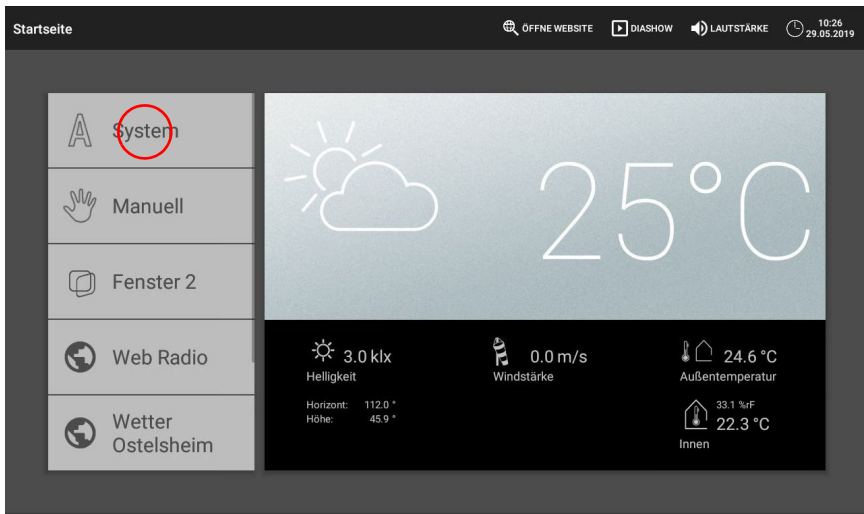 Startseite
ÖFFNE WEBSITE
DIASHOW
LAUTSTÄRKE
10:26
29.05.2019
System
Manuell
Fenster 2
Web Radio
Wetter
Ostelsheim
25°C
3.0 klx
Helligkeit
Horizont: 112.0 °
Höhe: 45.9 °
0.0 m/s
Windstärke
24.6 °C
Außentemperatur
33.1 %rF
22.3 °C
Innen